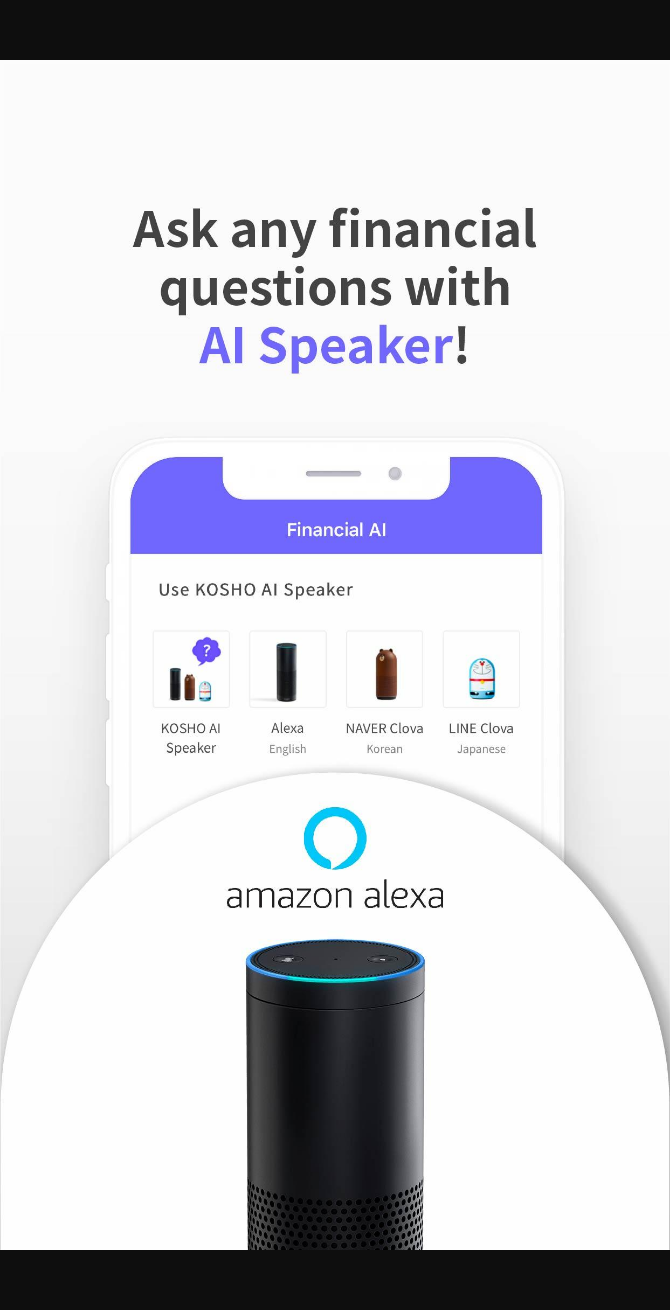 Ask any financial
questions with
AI Speaker!
Financial AI
Use KOSHO AI Speaker
?
KOSHO AI
Speaker
Alexa
English
NAVER Clova
Korean
LINE Clova
Japanese
amazon alexa